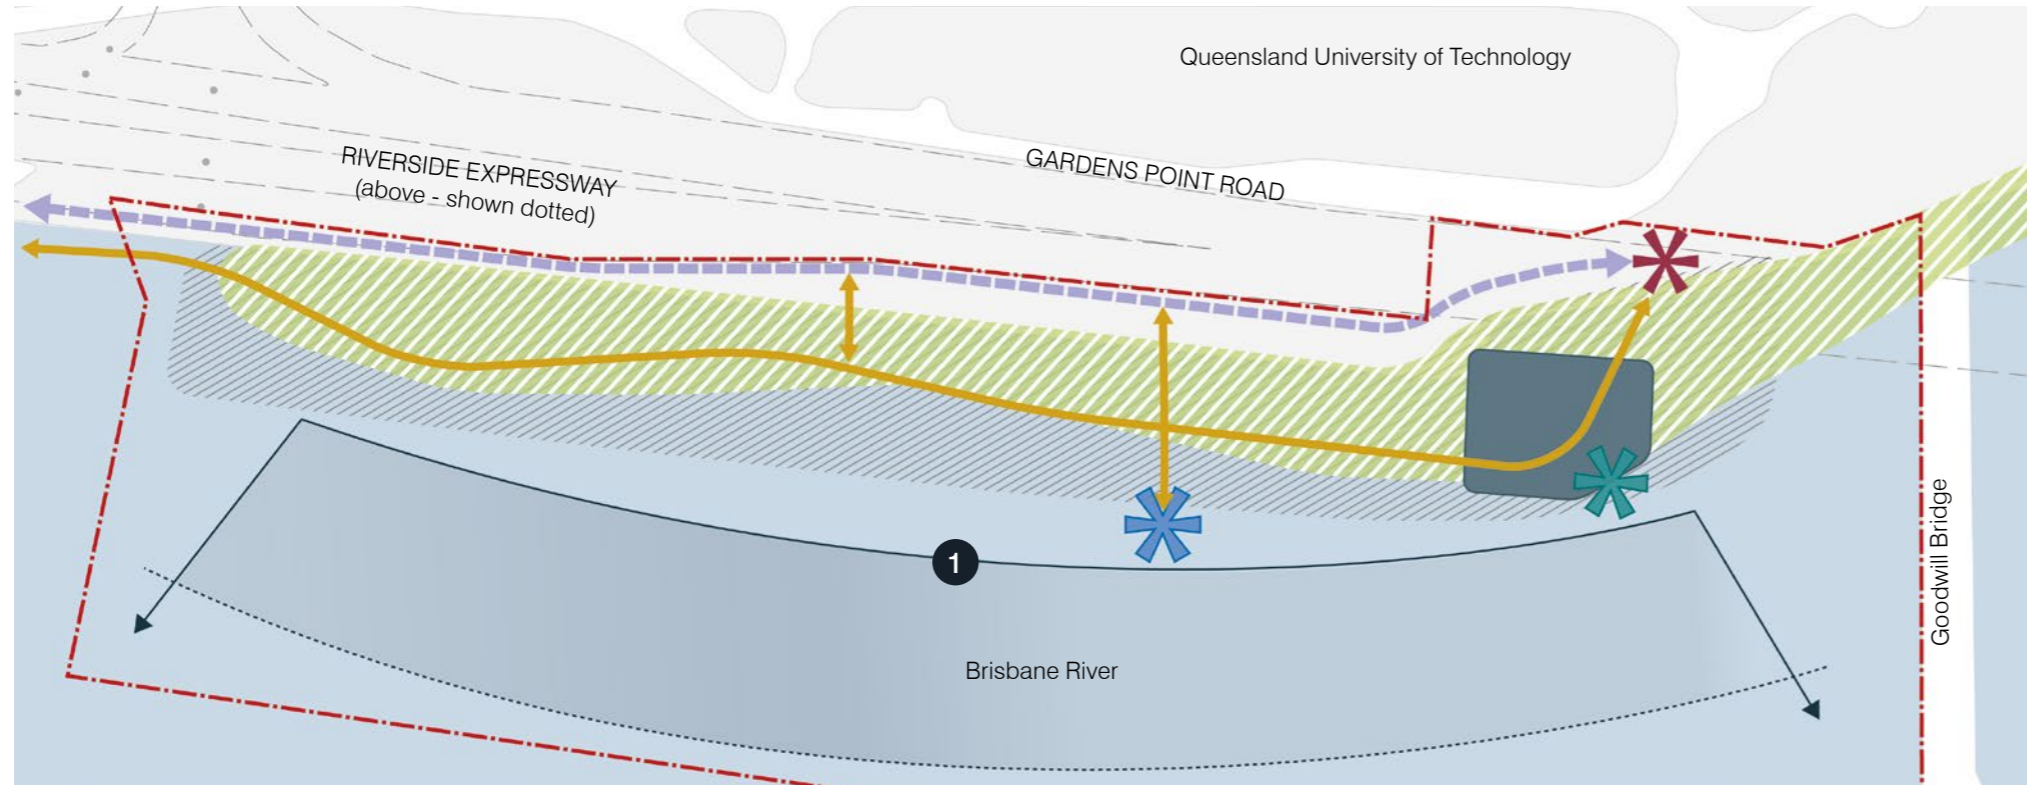 Queensland University of Technology
GARDENS POINT ROAD
RIVERSIDE EXPRESSWAY
(above - shown dotted)
1
Brisbane River
Goodwill Bridge